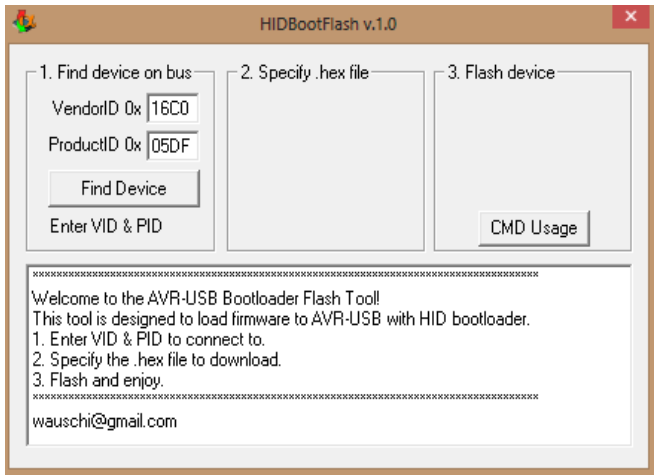 HIDBootFlash v.1.0
1. Find device on bus
VendorID 0x 16C0
ProductID 0x 05DF
Find Device
Enter VID & PID
2. Specify .hex file
3. Flash device
CMD Usage
Welcome to the AVR-USB Bootloader Flash Tool!
This tool is designed to load firmware to AVR-USB with HID bootloader.
1. Enter VID & PID to connect to.
2. Specify the .hex file to download.
3. Flash and enjoy.
wauschi@gmail.com